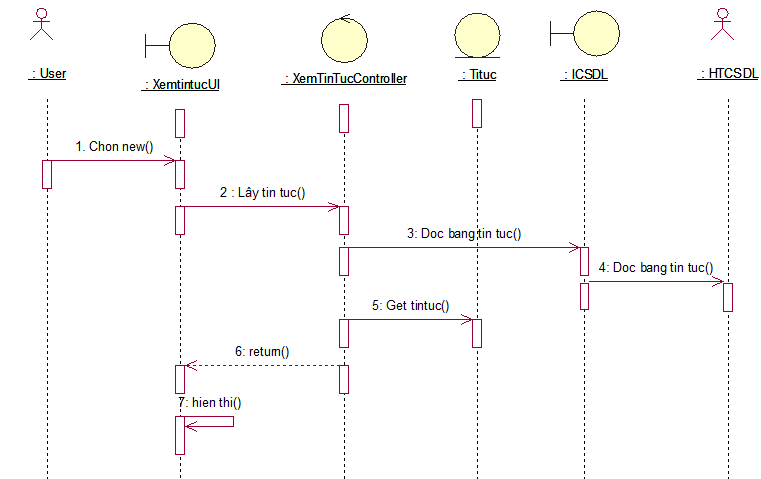 : User
: XemtintucUI
: XemTinTucController
: Tituc
: ICSDL
: HTCSDL
1. Chon new()
2 : Lây tin tuc()
3: Doc bang tin tuc()
4: Doc bang tin tuc()
5: Get tintuc()
6: return()
7: hien thi()